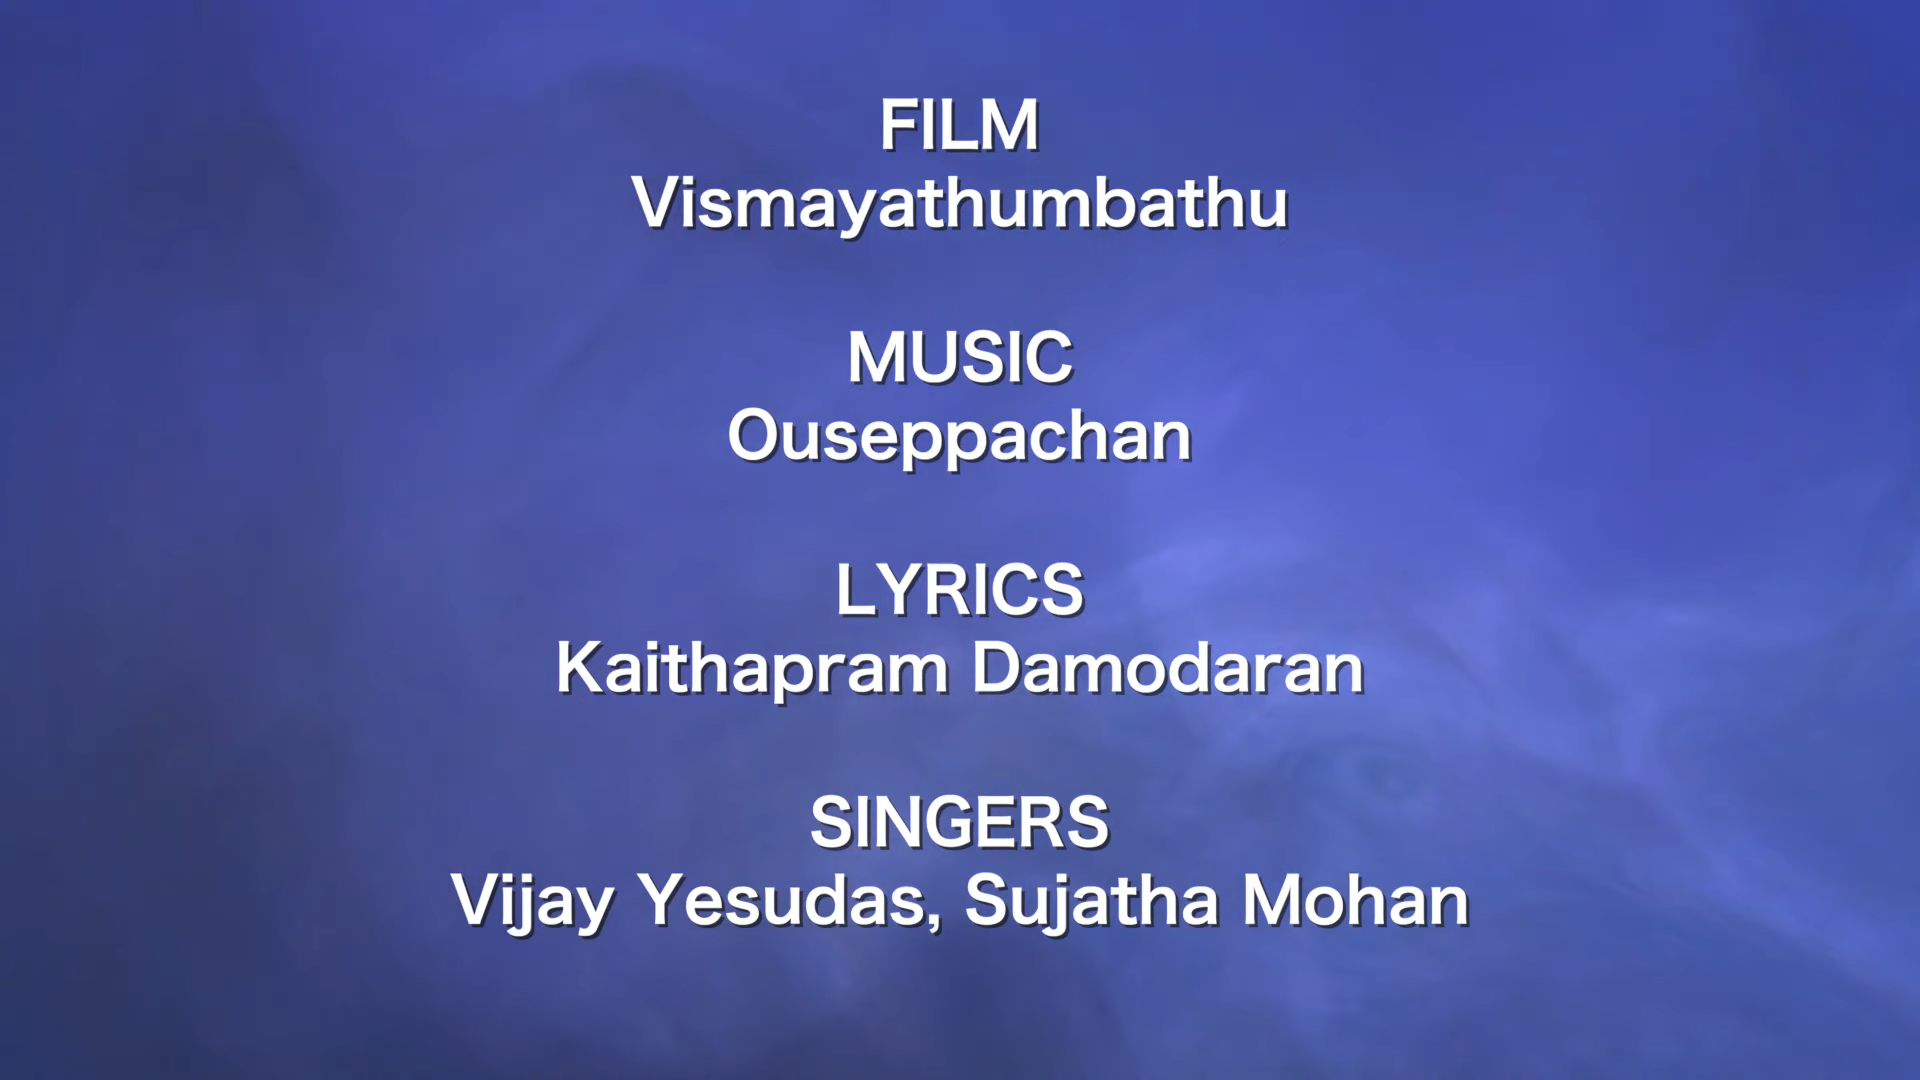 FILM
Vismayathumbathu
MUSIC
Ouseppachan
LYRICS
Kaithapram Damodaran
SINGERS
Vijay Yesudas, Sujatha Mohan